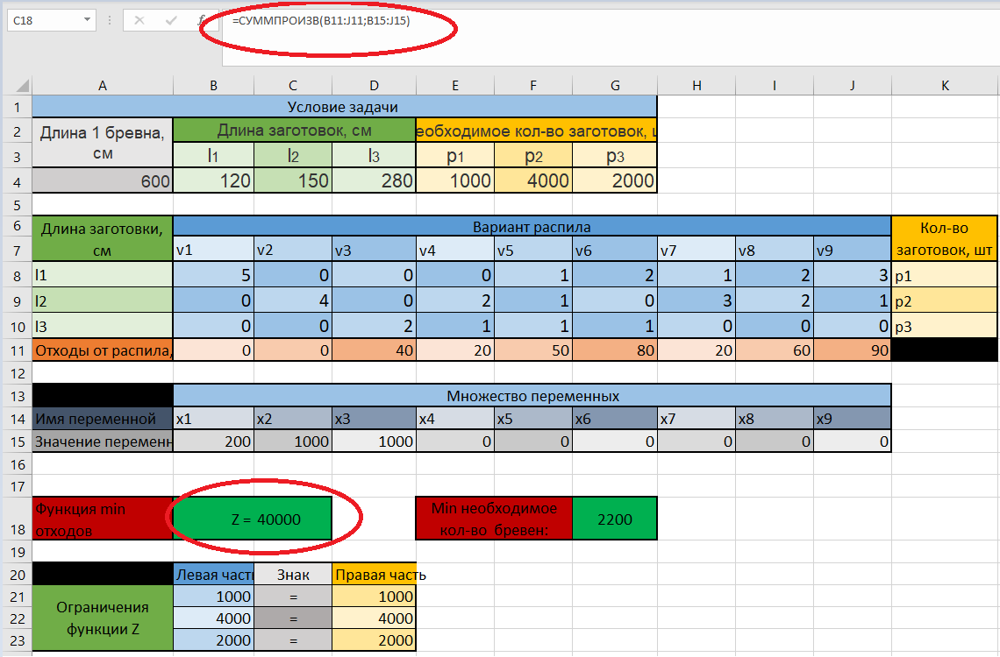 C18
=СУММПРОИЗВ(B11:J11;B15:J15)
A B C D E F G H I J K
1 Условие задачи
2 Длина 1 бревна, Длина заготовок, см еобходимое кол-во заготовок, ш
3 см l1 l2 l3 p1 p2 p3
4 600 120 150 280 1000 4000 2000
5
6 Длина заготовки, Вариант распила Кол-во
7 см v1 v2 v3 v4 v5 v6 v7 v8 v9 заготовок, шт
8 l1 5 0 0 0 1 2 1 2 3 p1
9 l2 0 4 0 2 1 0 3 2 1 p2
10 l3 0 0 2 1 1 1 0 0 0 p3
11 Отходы от распила, 0 0 40 20 50 80 20 60 90
12
13 Множество переменных
14 Имя переменной x1 x2 x3 x4 x5 x6 x7 x8 x9
15 Значение перемен 200 1000 1000 0 0 0 0 0 0
16
17
Функция min Z = 40000 Min необходимое 2200
18 отходов кол-во бревен:
19
20 Левая част Знак Правая часть
21 Ограничения 1000 = 1000
22 функции Z 4000 = 4000
23 2000 = 2000